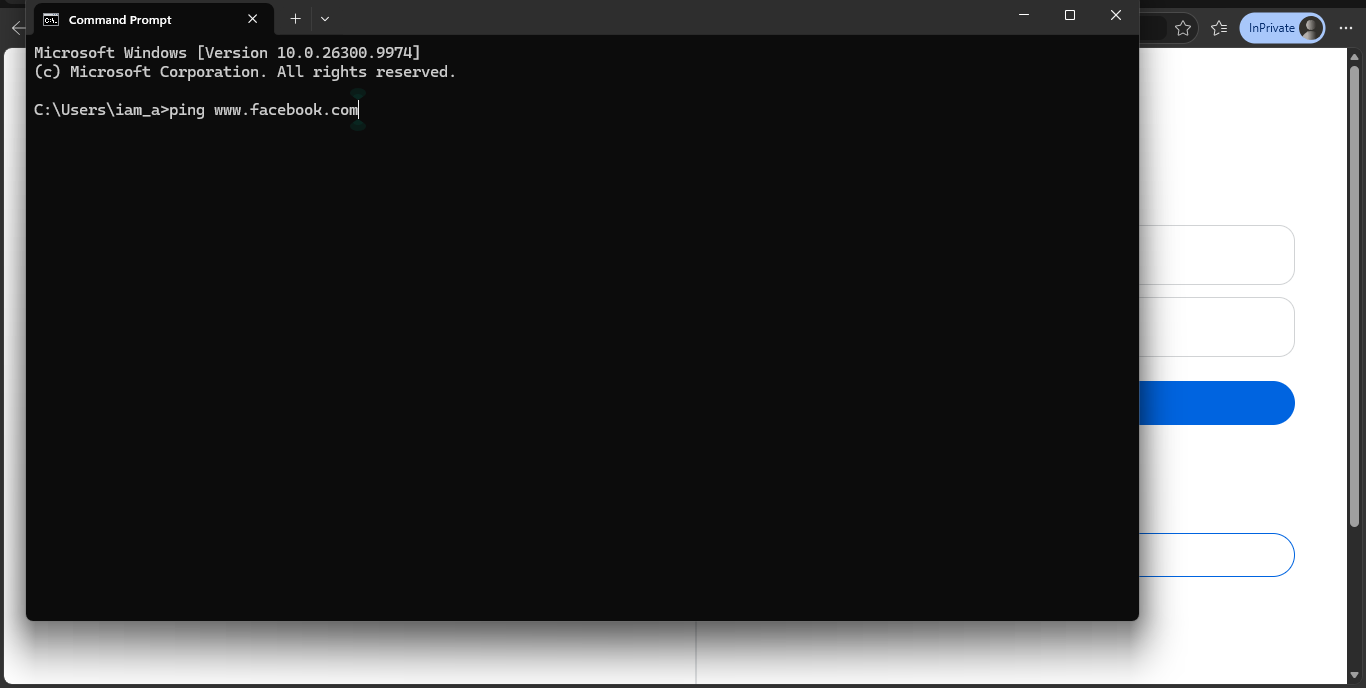 Command Prompt
InPrivate
Microsoft Windows [Version 10.0.26300.9974]
(c) Microsoft Corporation. All rights reserved.
C:\Users\iam_a>ping www.facebook.com